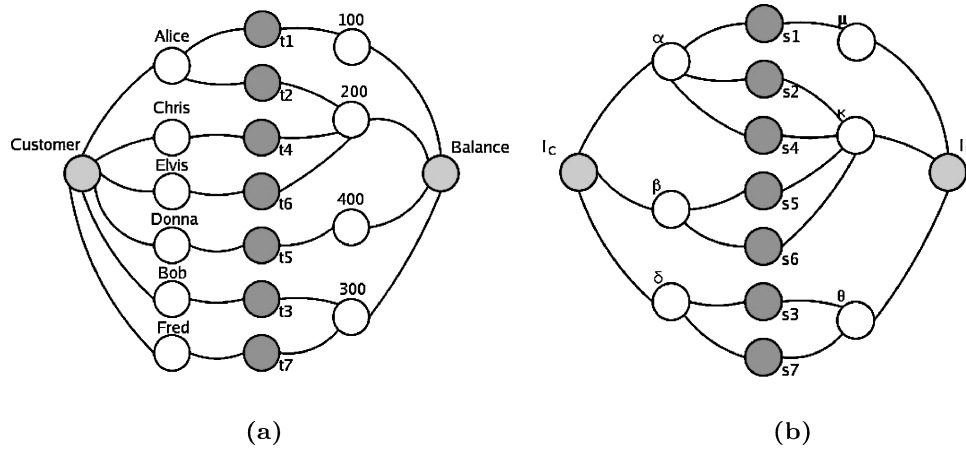 Alice
t1
100
t2
200
Chris
t4
Customer
Balance
Elvis
t6
Donna
400
t5
Bob
t3
300
Fred
t7
(a)
α
s1
μ
s2
κ
s4
I_C
I
β
s5
s6
δ
s3
θ
s7
(b)